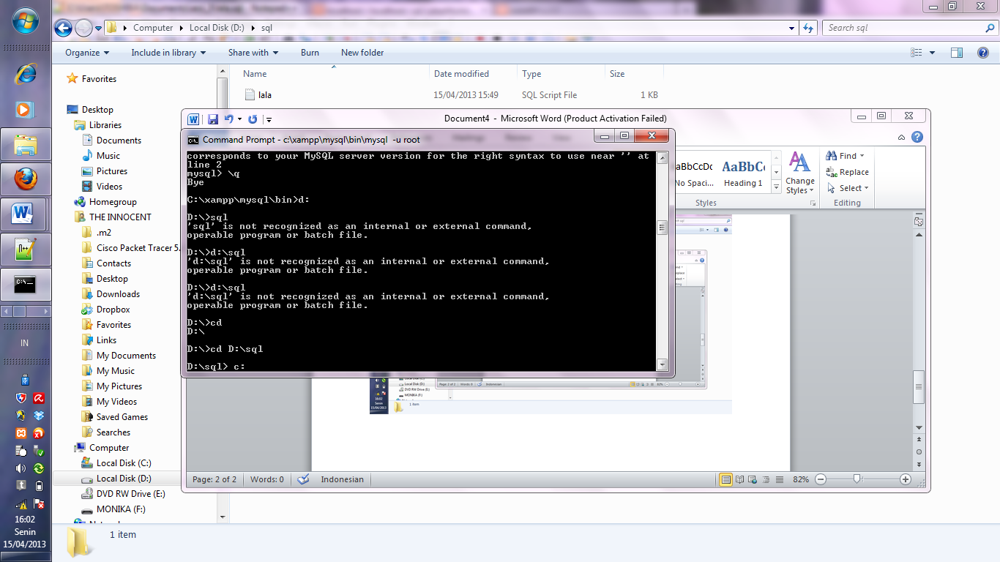 Computer
Local Disk (D:)
sql
Search sql
Organize
Include in library
Share with
Burn
New folder
Favorites
Desktop
Libraries
Documents
Music
Pictures
Videos
Homegroup
THE INNOCENT
.m2
Cisco Packet Tracer 5.
Contacts
Desktop
Downloads
Dropbox
Favorites
Links
My Documents
My Music
My Pictures
My Videos
Saved Games
Searches
Computer
Local Disk (C:)
Local Disk (D:)
DVD RW Drive (E:)
MONIKA (F:)
Name Date modified Type Size
lala 15/04/2013 15:49 SQL Script File 1 KB
Document4 - Microsoft Word (Product Activation Failed)
Command Prompt - c:\xampp\mysql\bin\mysql -u root
corresponds to your MySQL server version for the right syntax to use near '' at
line 2
mysql> \q
Bye
C:\xampp\mysql\bin>d:
D:\>sql
'sql' is not recognized as an internal or external command,
operable program or batch file.
D:\>d:\sql
'd:\sql' is not recognized as an internal or external command,
operable program or batch file.
D:\>d:\sql
'd:\sql' is not recognized as an internal or external command,
operable program or batch file.
D:\>cd
D:\
D:\>cd D:\sql
D:\sql> c:
aBbCcDc AaBbCc
No Spaci... Heading 1
Change
Styles
Styles
Find
Replace
Select
Editing
Page: 2 of 2 Words: 0 Indonesian 82%
1 item
IN
16:02
Senin
15/04/2013